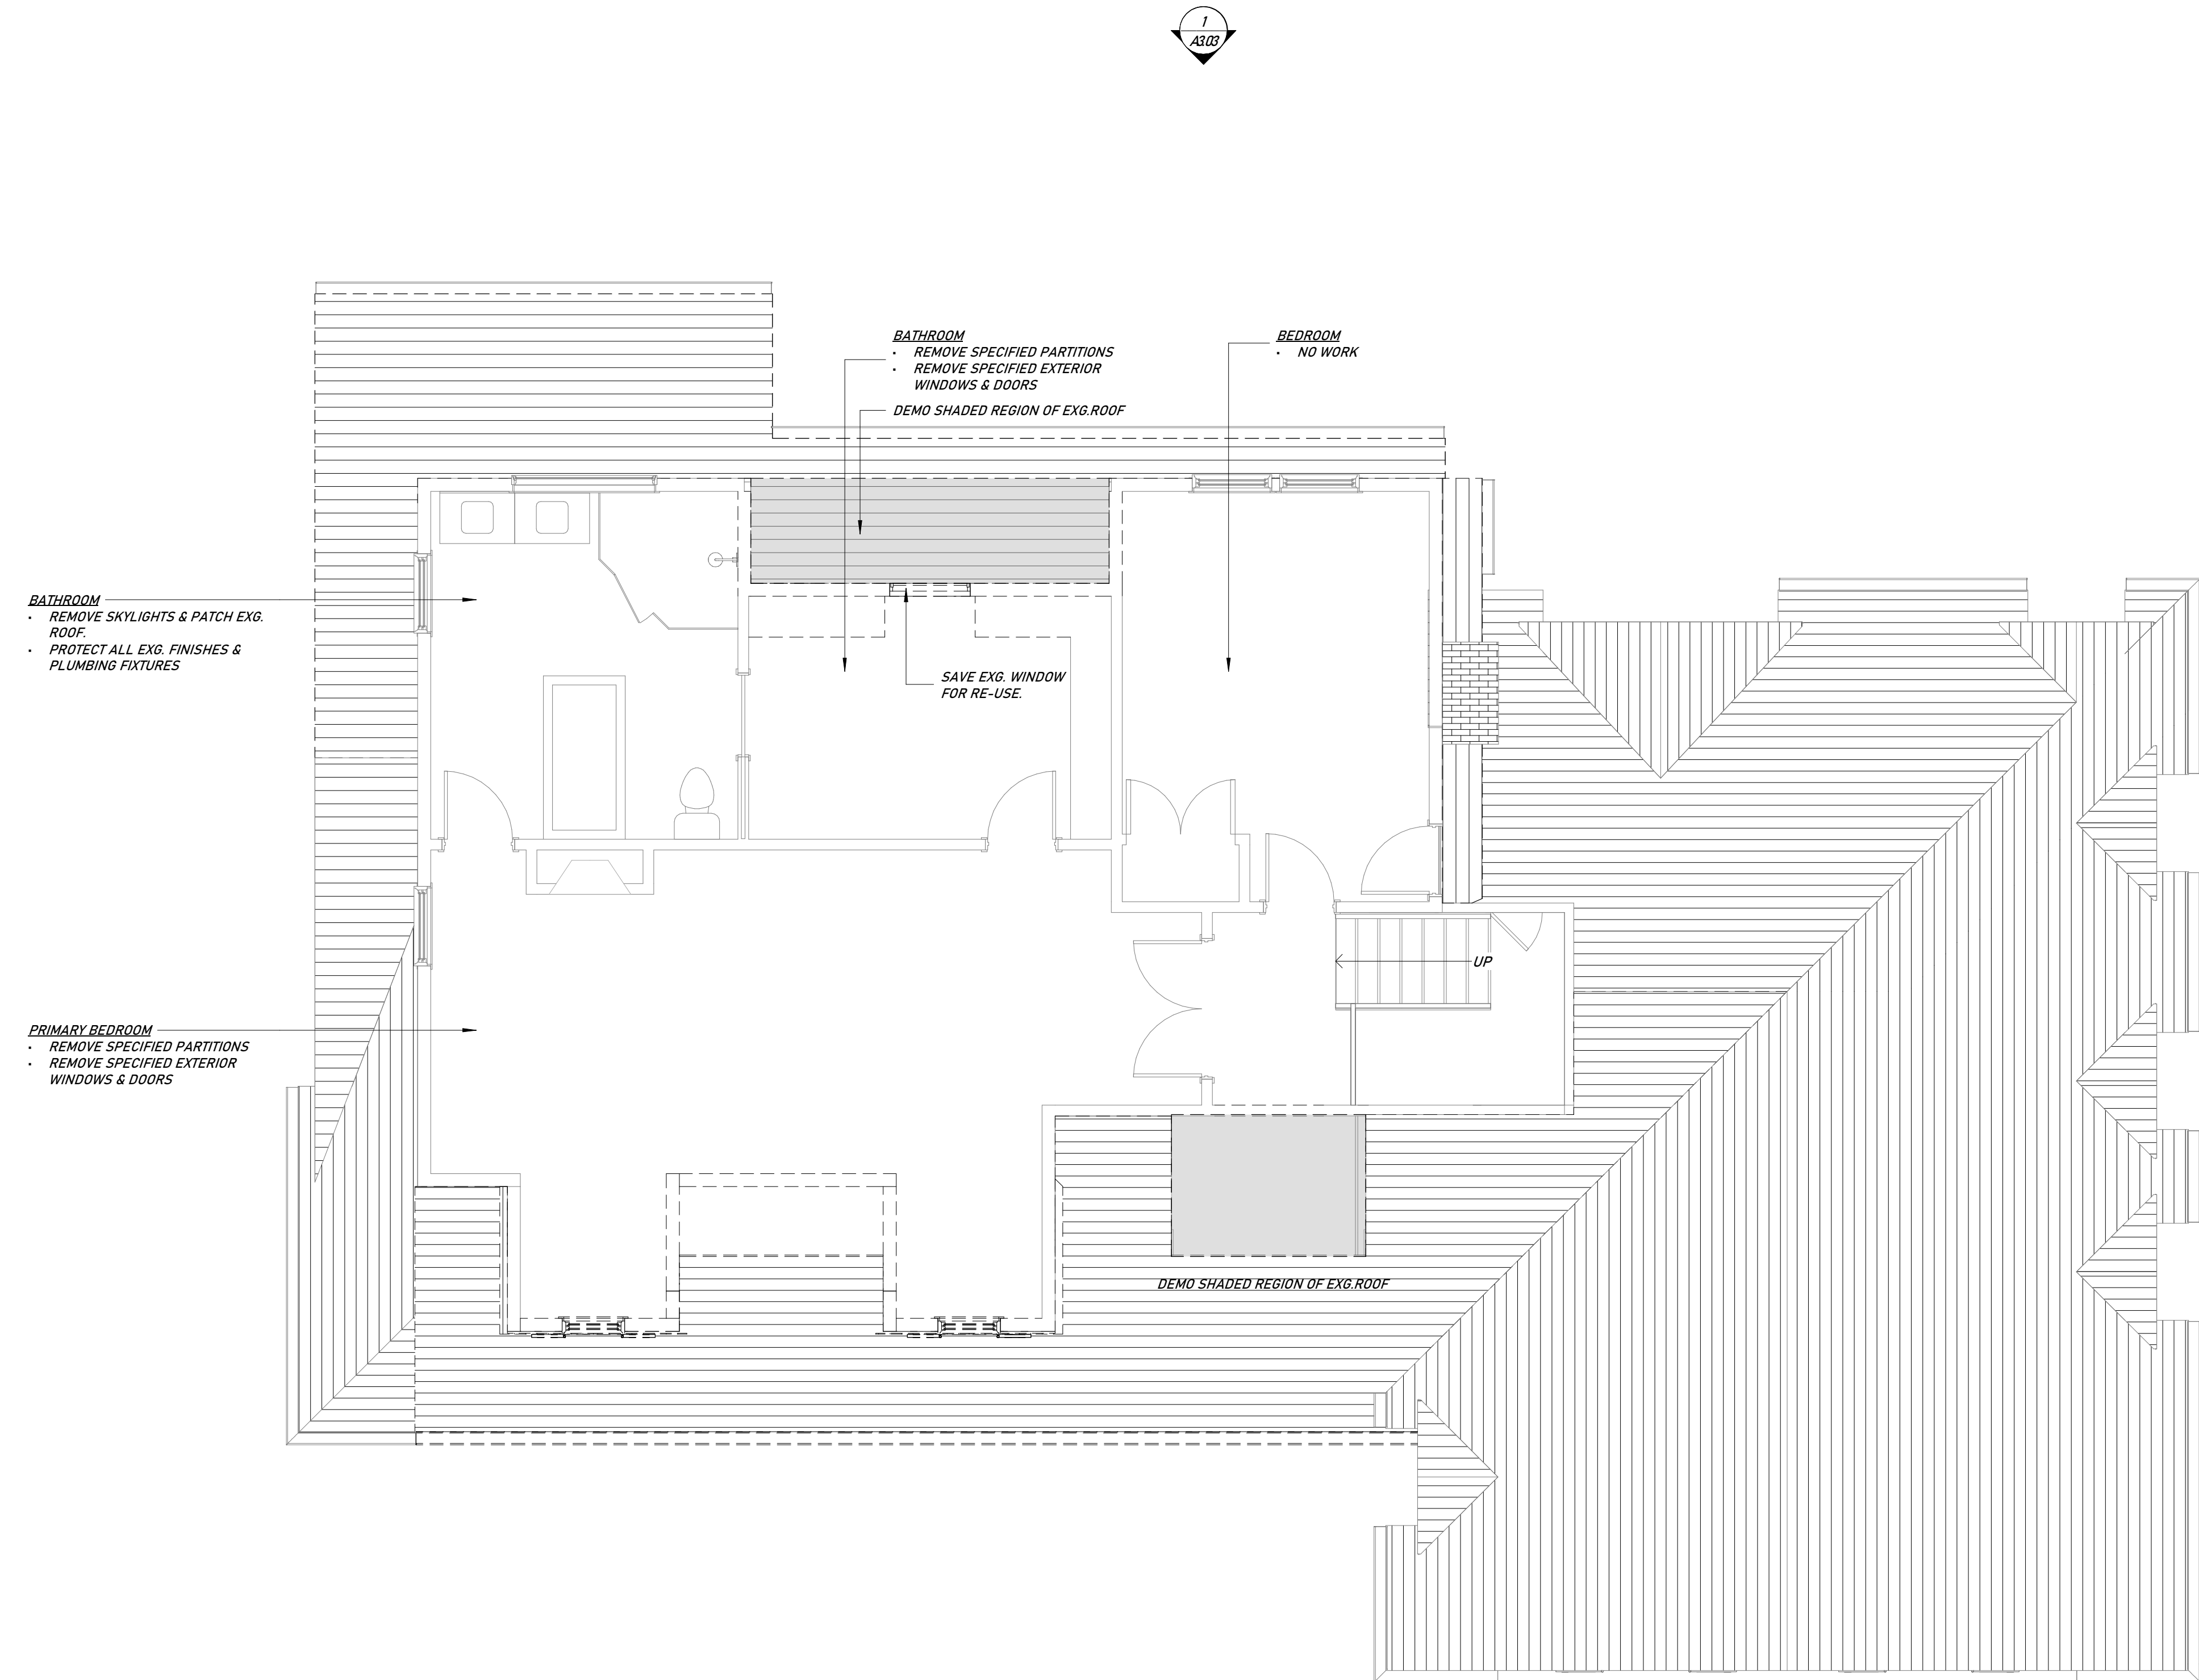 1
A3.03
BATHROOM
• REMOVE SPECIFIED PARTITIONS
• REMOVE SPECIFIED EXTERIOR
WINDOWS & DOORS
DEMO SHADED REGION OF EXG.ROOF
BEDROOM
• NO WORK
BATHROOM
• REMOVE SKYLIGHTS & PATCH EXG.
ROOF.
• PROTECT ALL EXG. FINISHES &
PLUMBING FIXTURES
SAVE EXG. WINDOW
FOR RE-USE.
UP
PRIMARY BEDROOM
• REMOVE SPECIFIED PARTITIONS
• REMOVE SPECIFIED EXTERIOR
WINDOWS & DOORS
DEMO SHADED REGION OF EXG.ROOF